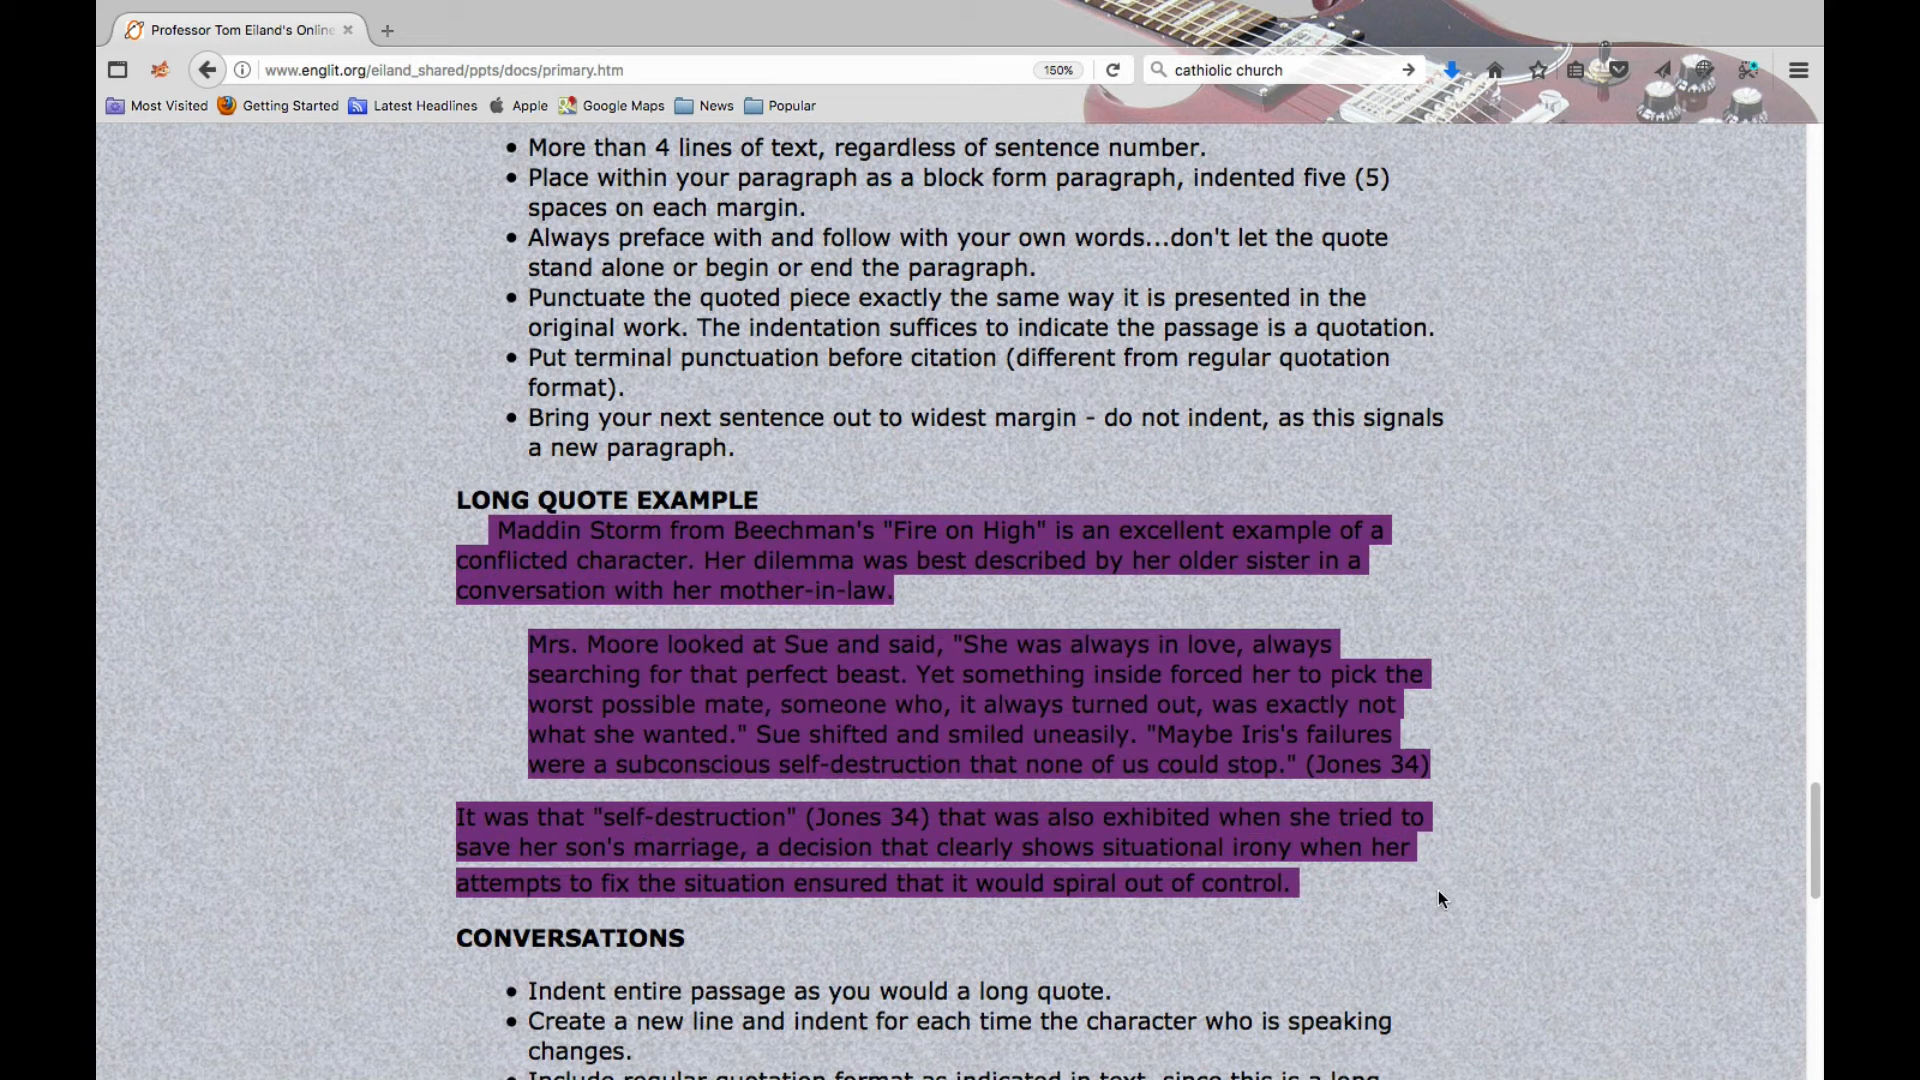 Professor Tom Eiland's Online
www.englit.org/eiland_shared/ppts/docs/primary.htm
150%
cathiolic church
Most Visited
Getting Started
Latest Headlines
Apple
Google Maps
News
Popular
• More than 4 lines of text, regardless of sentence number.
• Place within your paragraph as a block form paragraph, indented five (5)
spaces on each margin.
• Always preface with and follow with your own words...don't let the quote
stand alone or begin or end the paragraph.
• Punctuate the quoted piece exactly the same way it is presented in the
original work. The indentation suffices to indicate the passage is a quotation.
• Put terminal punctuation before citation (different from regular quotation
format).
• Bring your next sentence out to widest margin - do not indent, as this signals
a new paragraph.
LONG QUOTE EXAMPLE
Maddin Storm from Beechman's "Fire on High" is an excellent example of a
conflicted character. Her dilemma was best described by her older sister in a
conversation with her mother-in-law.
Mrs. Moore looked at Sue and said, "She was always in love, always
searching for that perfect beast. Yet something inside forced her to pick the
worst possible mate, someone who, it always turned out, was exactly not
what she wanted." Sue shifted and smiled uneasily. "Maybe Iris's failures
were a subconscious self-destruction that none of us could stop." (Jones 34)
It was that "self-destruction" (Jones 34) that was also exhibited when she tried to
save her son's marriage, a decision that clearly shows situational irony when her
attempts to fix the situation ensured that it would spiral out of control.
CONVERSATIONS
• Indent entire passage as you would a long quote.
• Create a new line and indent for each time the character who is speaking
changes.
• Include regular quotation format as indicated in text, since this is a long